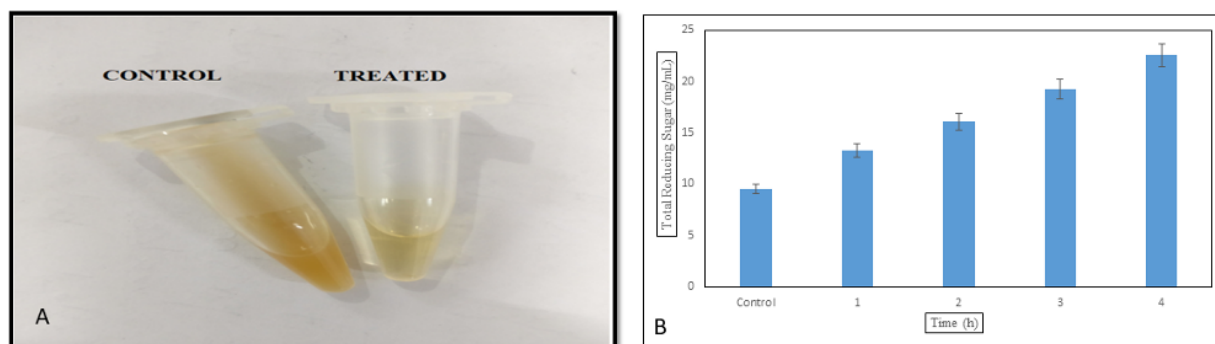 CONTROL
TREATED
A
25
20
15
10
5
0
Total Reducing Sugar (mg/mL)
Control
1
2
3
4
Time (h)
B